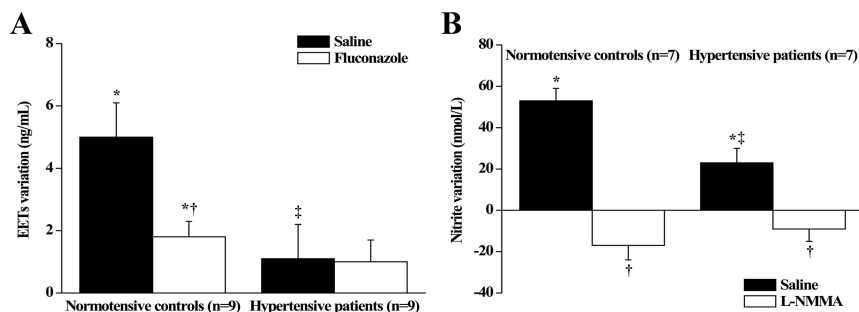 A
EETs variation (ng/mL)
8
6
4
2
0
Saline
Fluconazole
*
*†
‡
Normotensive controls (n=9)
Hypertensive patients (n=9)
B
Nitrite variation (nmol/L)
80
60
40
20
0
-20
-40
Normotensive controls (n=7)
Hypertensive patients (n=7)
*
*‡
†
†
Saline
L-NMMA